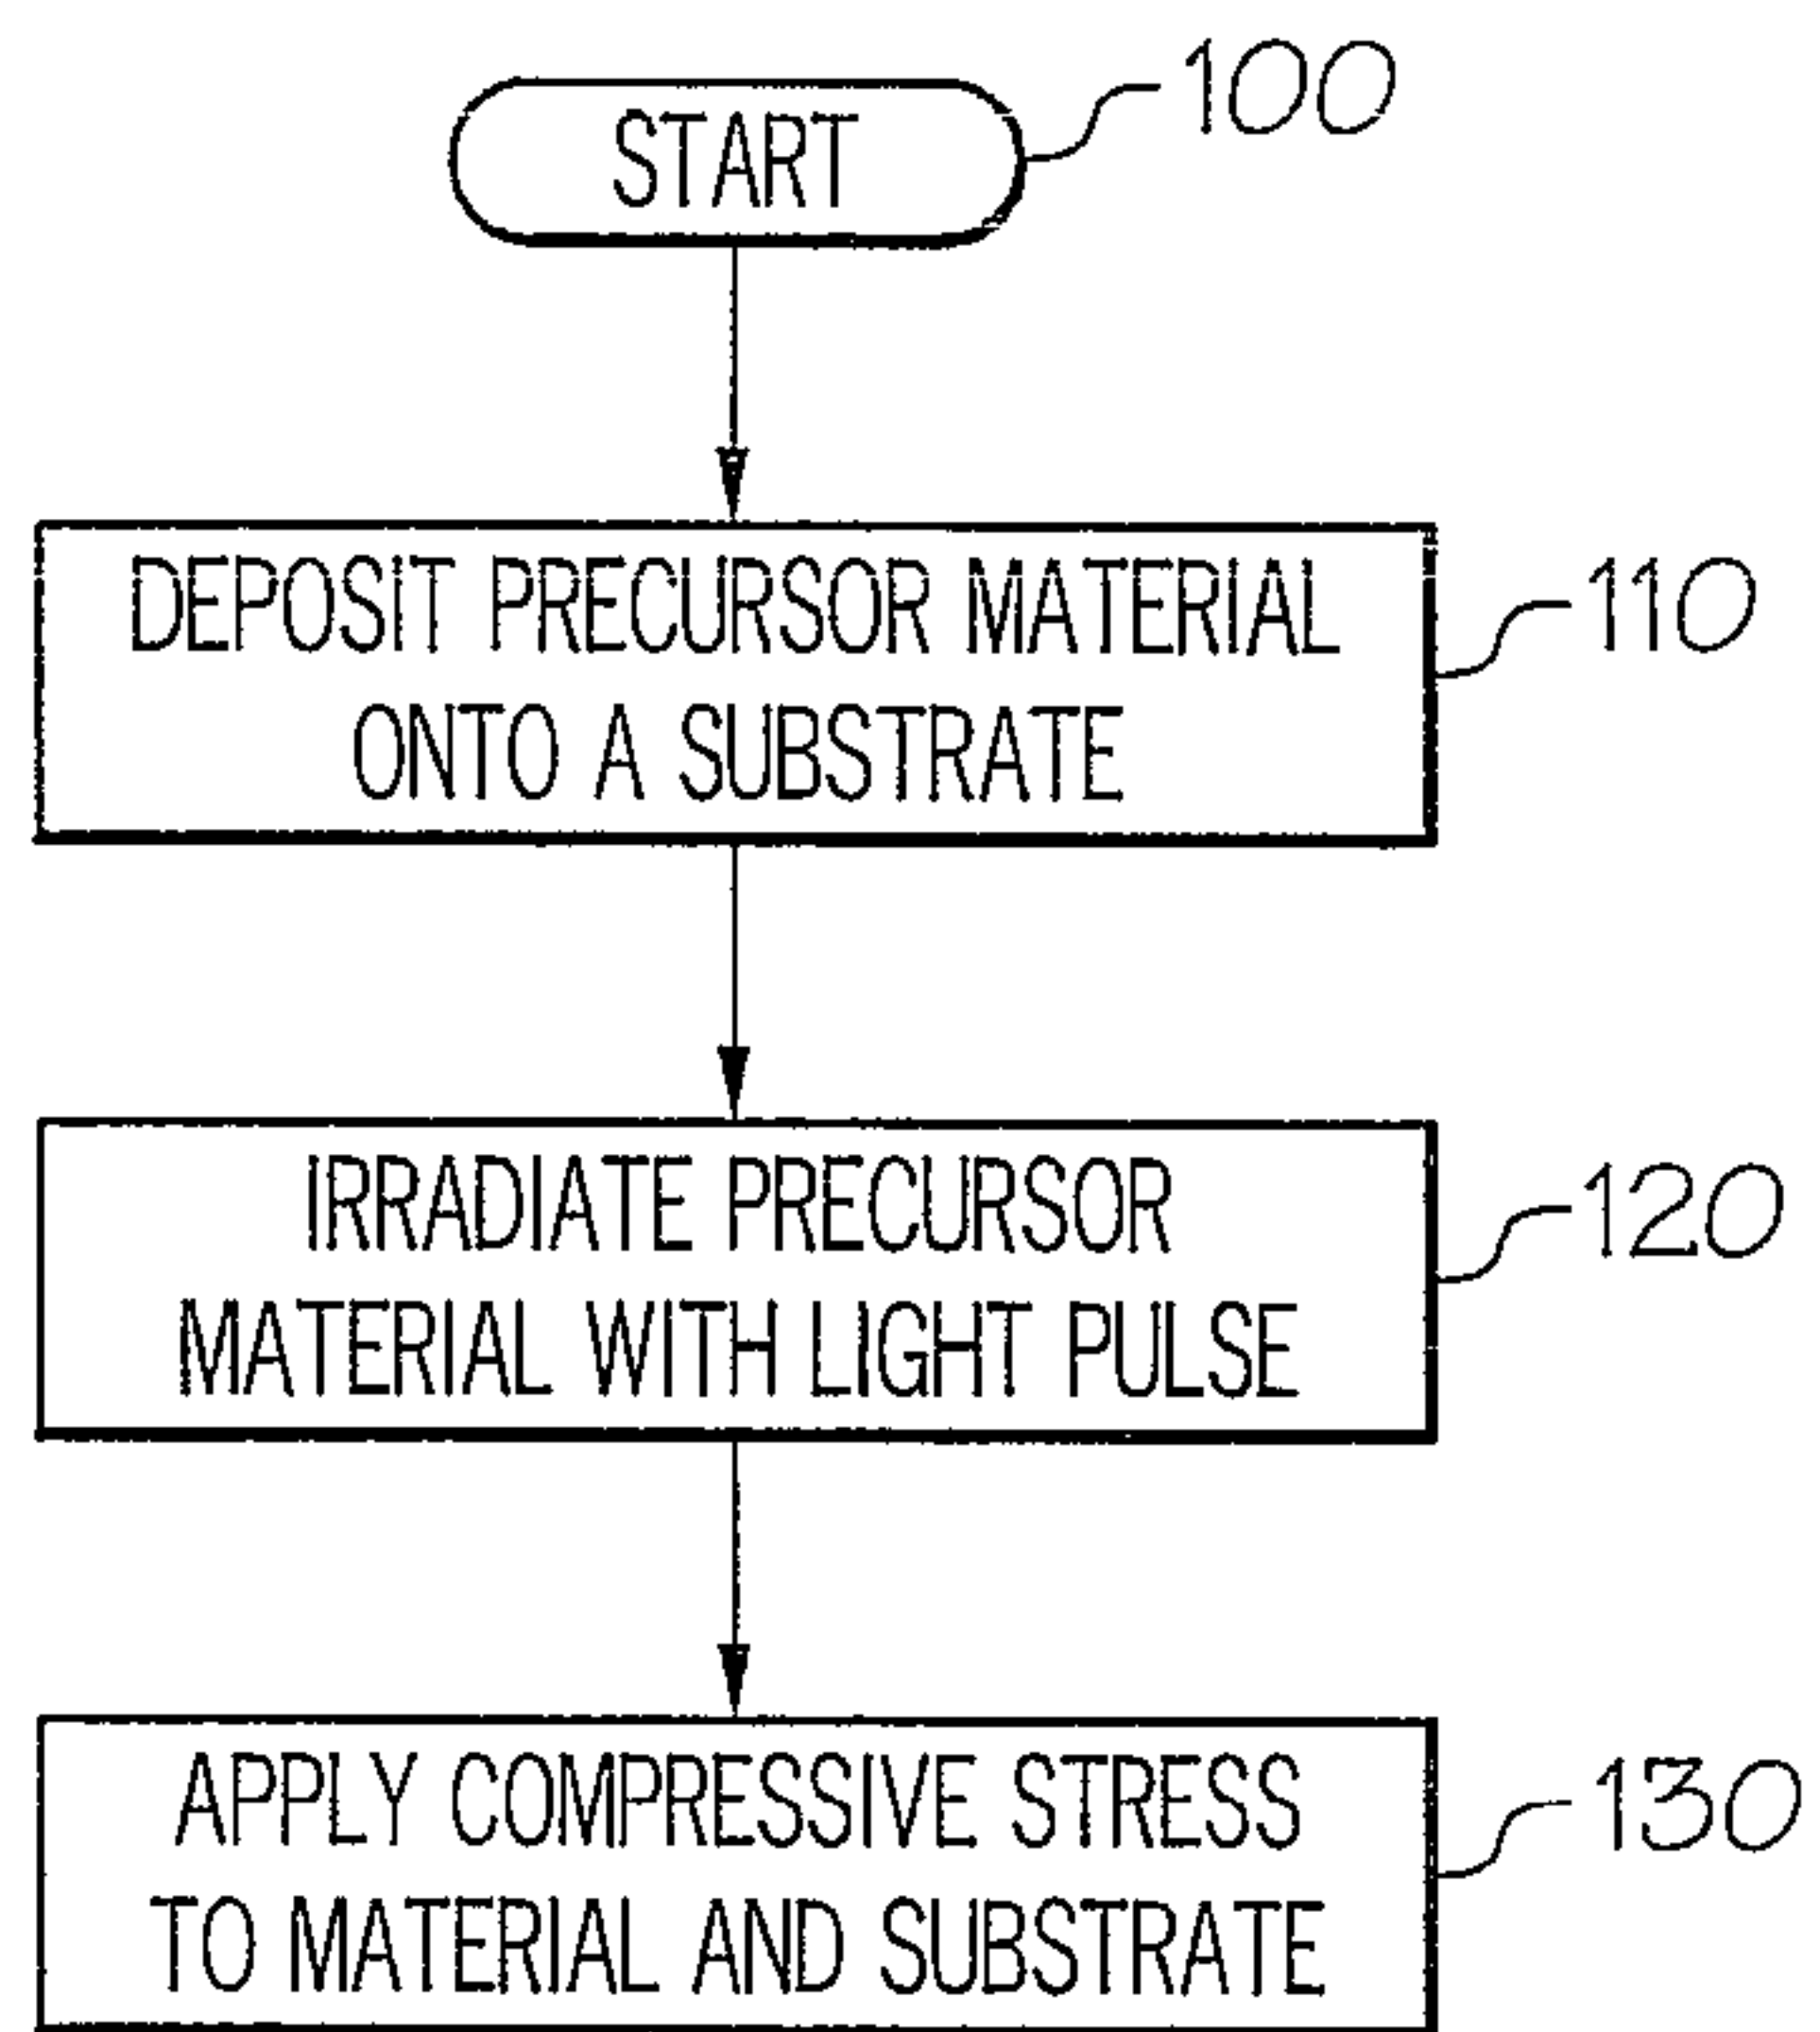 START
100
DEPOSIT PRECURSOR MATERIAL
ONTO A SUBSTRATE
110
IRRADIATE PRECURSOR
MATERIAL WITH LIGHT PULSE
120
APPLY COMPRESSIVE STRESS
TO MATERIAL AND SUBSTRATE
130